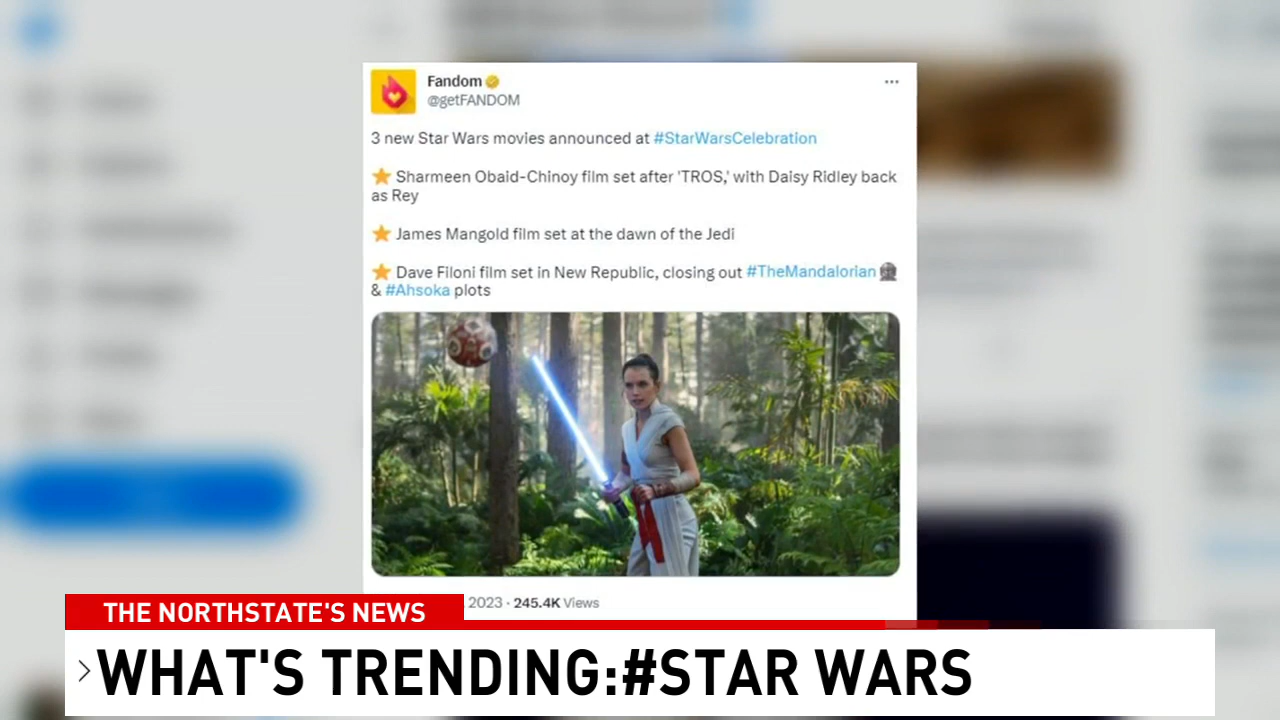 Fandom
@getFANDOM
3 new Star Wars movies announced at #StarWarsCelebration
Sharmeen Obaid-Chinoy film set after 'TROS,' with Daisy Ridley back
as Rey
James Mangold film set at the dawn of the Jedi
Dave Filoni film set in New Republic, closing out #TheMandalorian
& #Ahsoka plots
2023 · 245.4K Views
THE NORTHSTATE'S NEWS
WHAT'S TRENDING:#STAR WARS